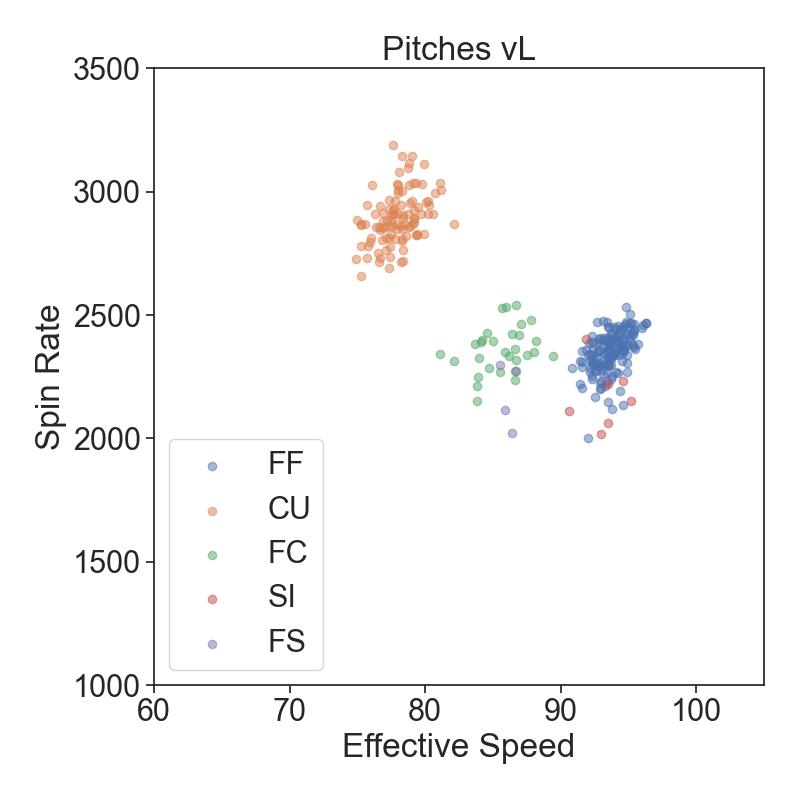 Pitches vL
3500
3000
2500
2000
1500
1000
Spin Rate
FF
CU
FC
SI
FS
60 70 80 90 100
Effective Speed